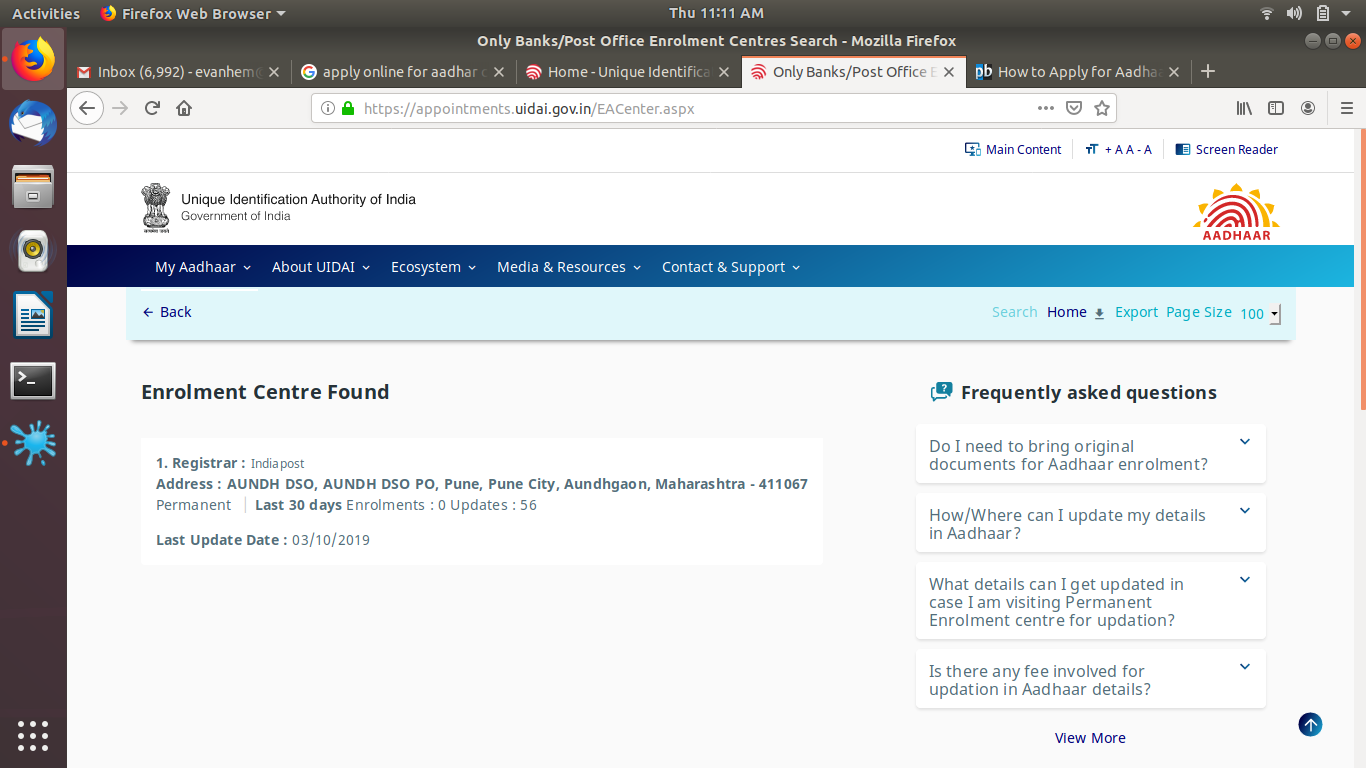 Activities Firefox Web Browser Thu 11:11 AM
Only Banks/Post Office Enrolment Centres Search - Mozilla Firefox
Inbox (6,992) - evanhem@ apply online for aadhar c Home - Unique Identifica Only Banks/Post Office E pb How to Apply for Aadha
https://appointments.uidai.gov.in/EACenter.aspx
Main Content TT + A A - A Screen Reader
Unique Identification Authority of India
Government of India
AADHAAR
My Aadhaar About UIDAI Ecosystem Media & Resources Contact & Support
Back Search Home Export Page Size 100
Enrolment Centre Found
1. Registrar : Indiapost
Address : AUNDH DSO, AUNDH DSO PO, Pune, Pune City, Aundhgaon, Maharashtra - 411067
Permanent Last 30 days Enrolments : 0 Updates : 56
Last Update Date : 03/10/2019
Frequently asked questions
Do I need to bring original
documents for Aadhaar enrolment?
How/Where can I update my details
in Aadhaar?
What details can I get updated in
case I am visiting Permanent
Enrolment centre for updation?
Is there any fee involved for
updation in Aadhaar details?
View More